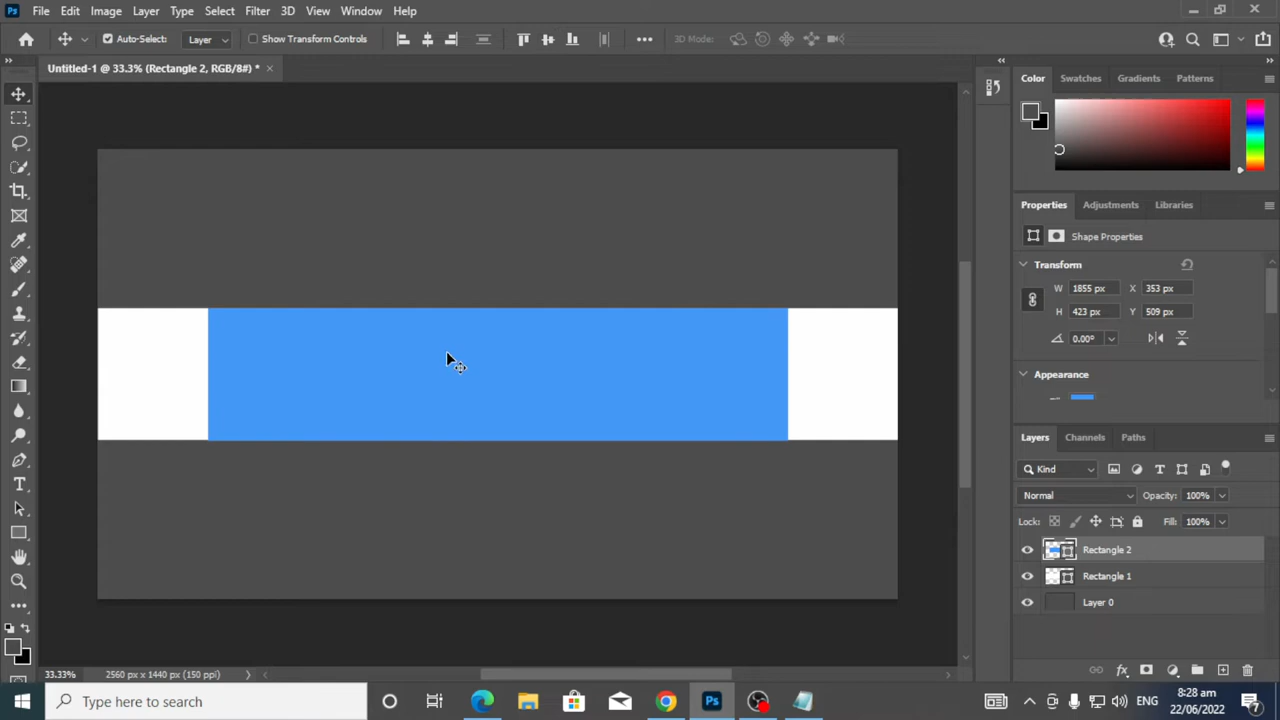 Ps File Edit Image Layer Type Select Filter 3D View Window Help
Auto-Select: Layer Show Transform Controls 3D Mode:
Untitled-1 @ 33.3% (Rectangle 2, RGB/8#) *
Color Swatches Gradients Patterns
Properties Adjustments Libraries
Shape Properties
Transform
W 1855 px X 353 px
H 423 px Y 509 px
0.00°
Appearance
Layers Channels Paths
Kind
Normal Opacity: 100%
Lock: Fill: 100%
Rectangle 2
Rectangle 1
Layer 0
fx
33.33% 2560 px x 1440 px (150 ppi)
Type here to search
Ps
ENG
8:28 am
22/06/2022
7